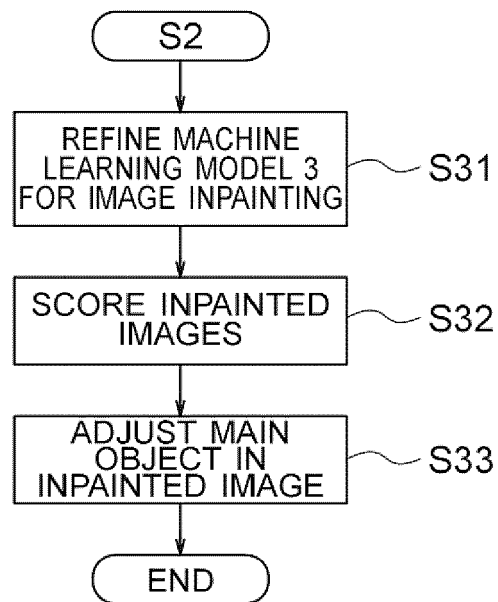 S2
REFINE MACHINE
LEARNING MODEL 3
FOR IMAGE INPAINTING
S31
SCORE INPAINTED
IMAGES
S32
ADJUST MAIN
OBJECT IN
INPAINTED IMAGE
S33
END